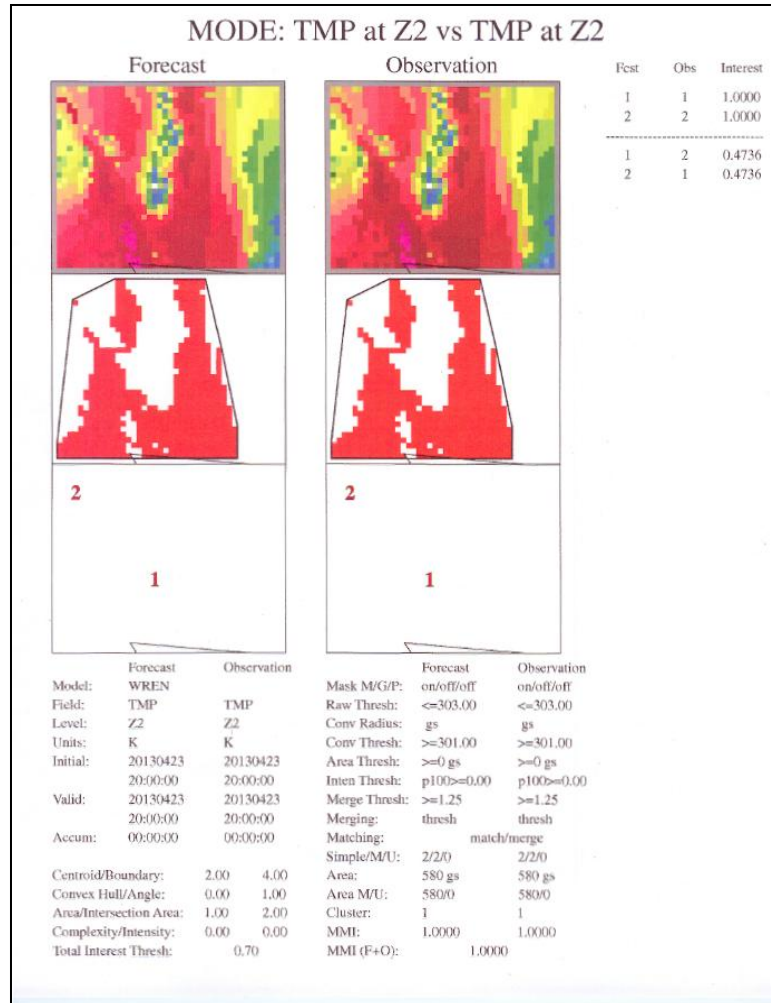 MODE: TMP at Z2 vs TMP at Z2
Forecast Observation
Fcst Obs Interest
1 1 1.0000
2 2 1.0000
1 2 0.4736
2 1 0.4736
2 2
1 1
Forecast Observation
Model: WREN
Field: TMP TMP
Level: Z2 Z2
Units: K K
Initial: 20130423 20130423
20:00:00 20:00:00
Valid: 20130423 20130423
20:00:00 20:00:00
Accum: 00:00:00 00:00:00
Centroid/Boundary: 2.00 4.00
Convex Hull/Angle: 0.00 1.00
Area/Intersection Area: 1.00 2.00
Complexity/Intensity: 0.00 0.00
Total Interest Thresh: 0.70
Forecast Observation
Mask M/G/P: on/off/off on/off/off
Raw Thresh: <=303.00 <=303.00
Conv Radius: gs gs
Conv Thresh: >=301.00 >=301.00
Area Thresh: >=0 gs >=0 gs
Inten Thresh: p100>=0.00 p100>=0.00
Merge Thresh: >=1.25 >=1.25
Merging: thresh thresh
Matching: match/merge
Simple/M/U: 2/2/0 2/2/0
Area: 580 gs 580 gs
Area M/U: 580/0 580/0
Cluster: 1 1
MMI: 1.0000 1.0000
MMI (F+O): 1.0000